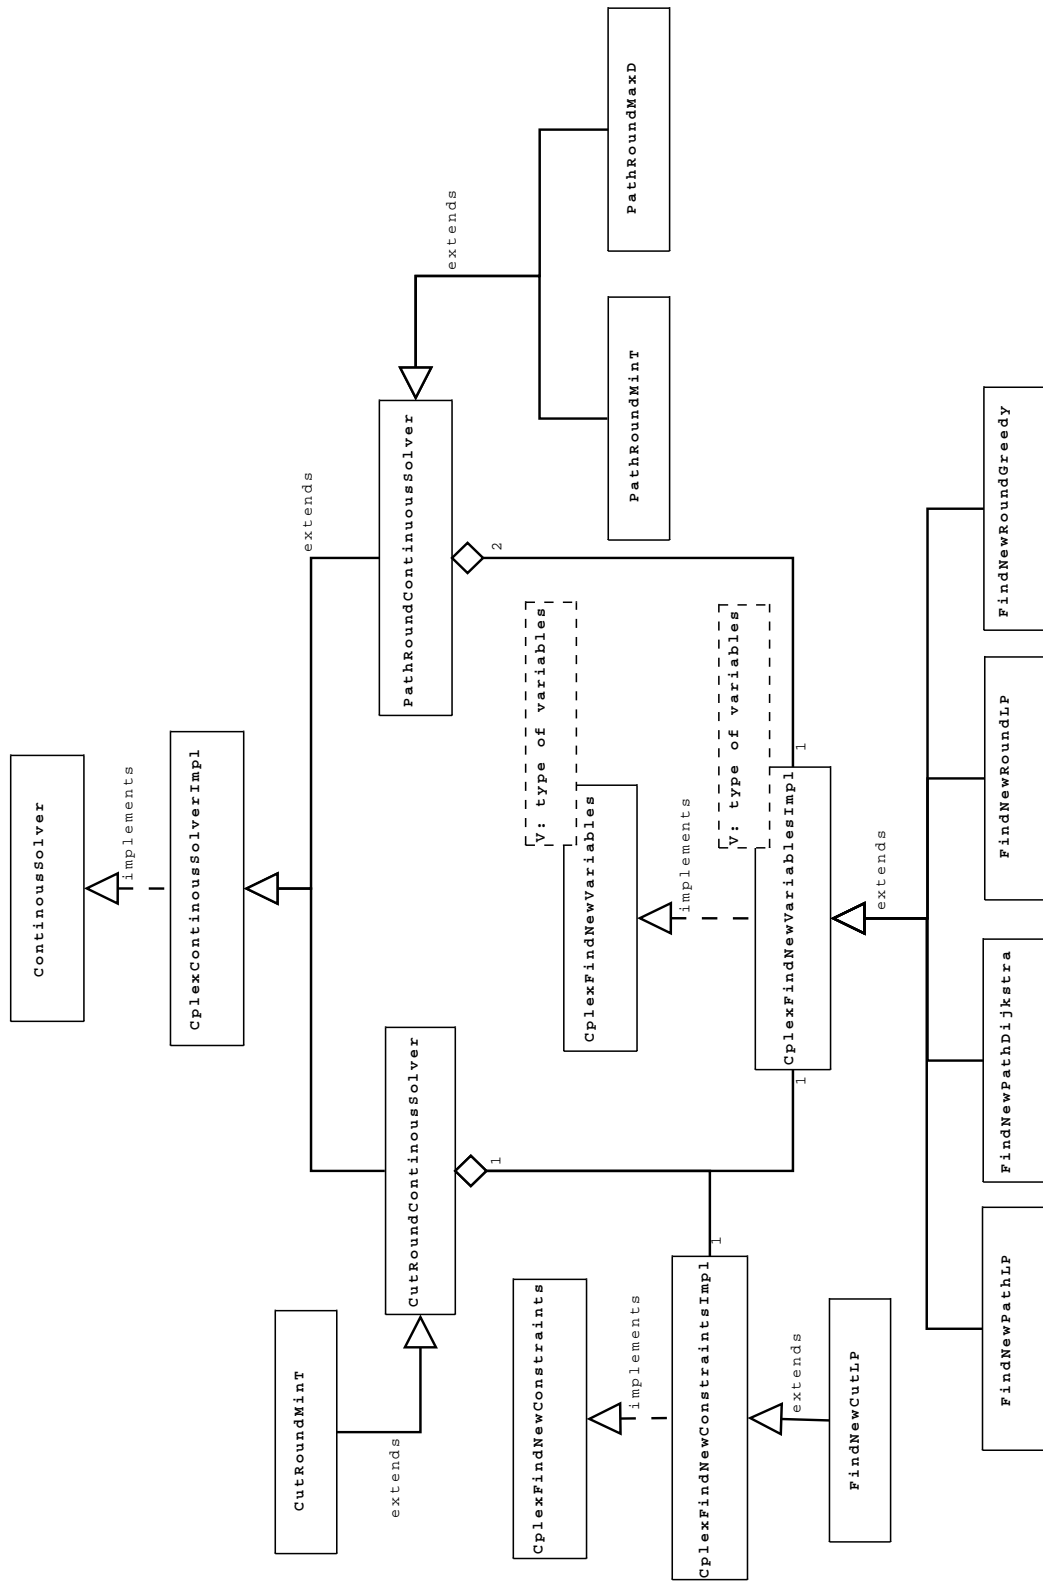 ContinousSolver
implements
CplexContinousSolverImpl
CutRoundMinT
extends
extends
CutRoundContinousSolver
PathRoundContinuousSolver
extends
1
2
CplexFindNewConstraints
V: type of variables
CplexFindNewVariables
implements
PathRoundMinT
PathRoundMaxD
implements
CplexFindNewConstraintsImpl
1
V: type of variables
CplexFindNewVariablesImpl
extends
1
1
FindNewCutLP
extends
FindNewPathLP
FindNewPathDijkstra
FindNewRoundLP
FindNewRoundGreedy